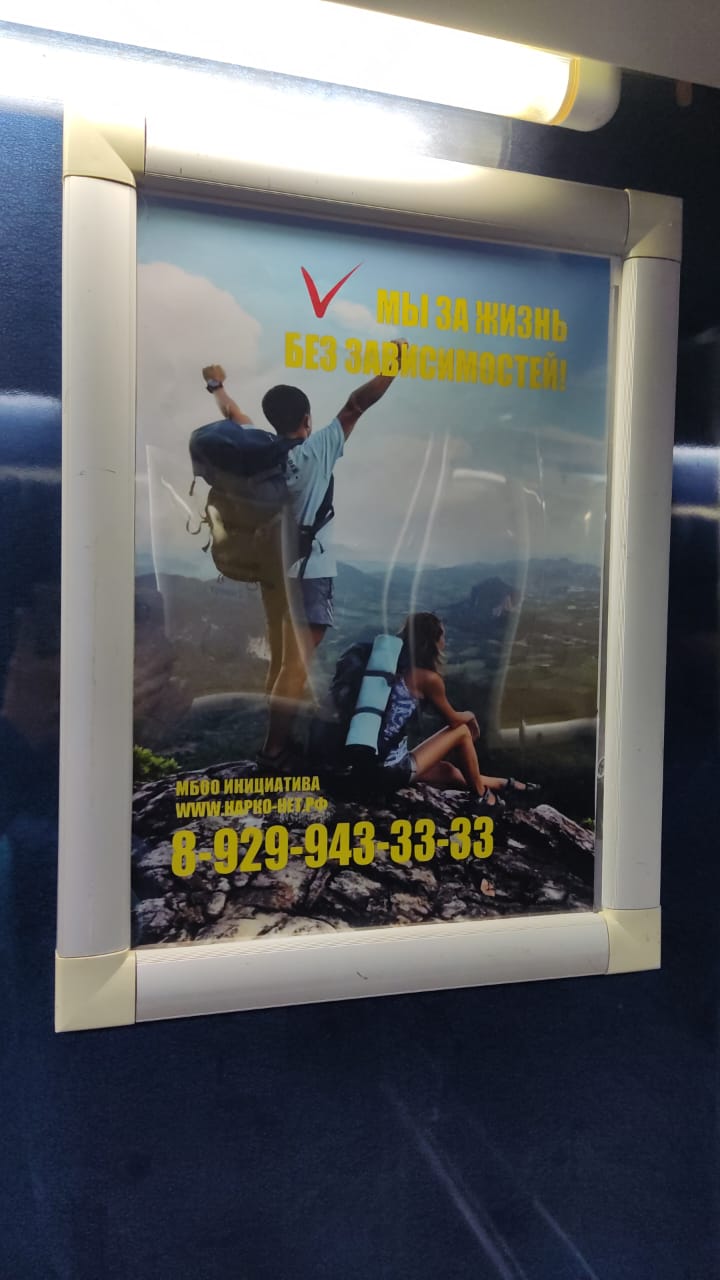 МЫ ЗА ЖИЗНЬ
БЕЗ ЗАВИСИМОСТЕЙ!
МБОО ИНИЦИАТИВА
WWW.НАРКО-НЕТ.РФ
8-929-943-33-33